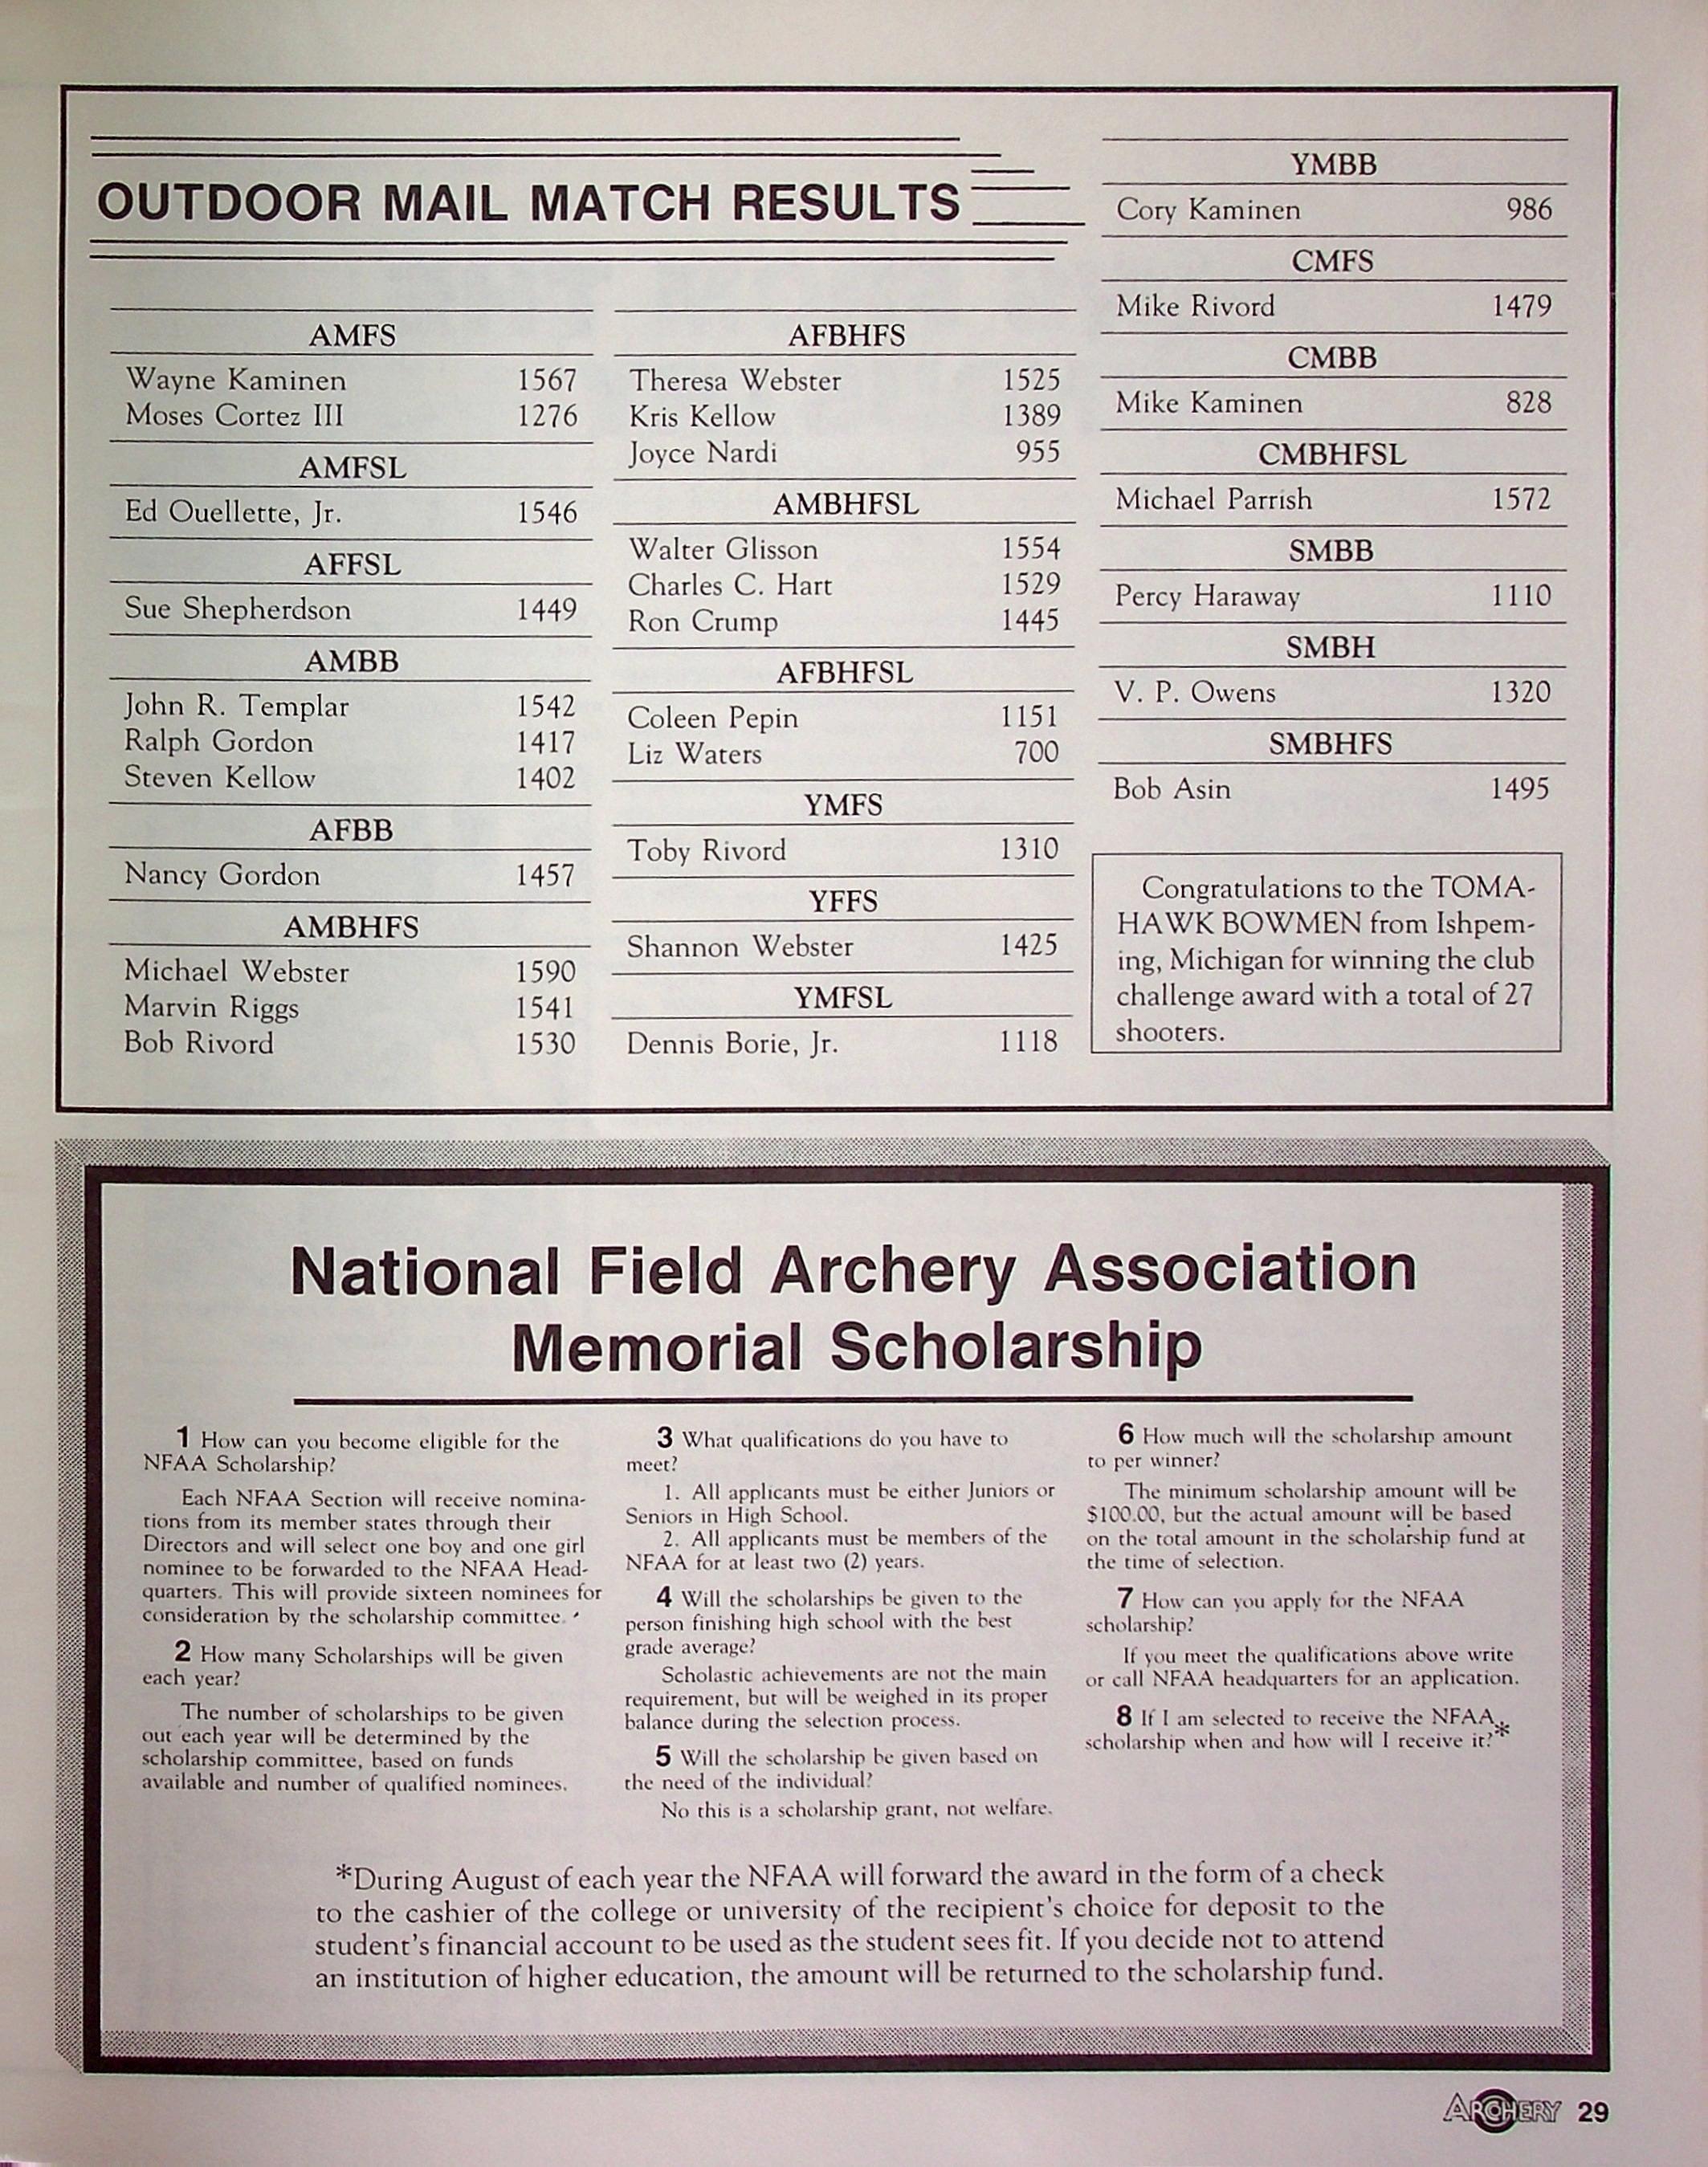 OUTDOOR MAIL MATCH RESULTS
AMFS
Wayne Kaminen 1567
Moses Cortez III 1276
AMFSL
Ed Ouellette, Jr. 1546
AFFSL
Sue Shepherdson 1449
AMBB
John R. Templar 1542
Ralph Gordon 1417
Steven Kellow 1402
AFBB
Nancy Gordon 1457
AMBHFS
Michael Webster 1590
Marvin Riggs 1541
Bob Rivord 1530
AFBHFS
Theresa Webster 1525
Kris Kellow 1389
Joyce Nardi 955
AMBHFSL
Walter Glisson 1554
Charles C. Hart 1529
Ron Crump 1445
AFBHFSL
Coleen Pepin 1151
Liz Waters 700
YMFS
Toby Rivord 1310
YFFS
Shannon Webster 1425
YMFSL
Dennis Borie, Jr. 1118
YMBB
Cory Kaminen 986
CMFS
Mike Rivord 1479
CMBB
Mike Kaminen 828
CMBHFSL
Michael Parrish 1572
SMBB
Percy Haraway 1110
SMBH
V. P. Owens 1320
SMBHFS
Bob Asin 1495
Congratulations to the TOMA-
HAWK BOWMEN from Ishpem-
ing, Michigan for winning the club
challenge award with a total of 27
shooters.
National Field Archery Association
Memorial Scholarship
1 How can you become eligible for the
NFAA Scholarship?
Each NFAA Section will receive nomina-
tions from its member states through their
Directors and will select one boy and one girl
nominee to be forwarded to the NFAA Head-
quarters. This will provide sixteen nominees for
consideration by the scholarship committee.
2 How many Scholarships will be given
each year?
The number of scholarships to be given
out each year will be determined by the
scholarship committee, based on funds
available and number of qualified nominees.
3 What qualifications do you have to
meet?
1. All applicants must be either Juniors or
Seniors in High School.
2. All applicants must be members of the
NFAA for at least two (2) years.
4 Will the scholarships be given to the
person finishing high school with the best
grade average?
Scholastic achievements are not the main
requirement, but will be weighed in its proper
balance during the selection process.
5 Will the scholarship be given based on
the need of the individual?
No this is a scholarship grant, not welfare.
6 How much will the scholarship amount
to per winner?
The minimum scholarship amount will be
$100.00, but the actual amount will be based
on the total amount in the scholarship fund at
the time of selection.
7 How can you apply for the NFAA
scholarship?
If you meet the qualifications above write
or call NFAA headquarters for an application.
8 If I am selected to receive the NFAA
scholarship when and how will I receive it?*
*During August of each year the NFAA will forward the award in the form of a check
to the cashier of the college or university of the recipient's choice for deposit to the
student's financial account to be used as the student sees fit. If you decide not to attend
an institution of higher education, the amount will be returned to the scholarship fund.
ARCHERY 29